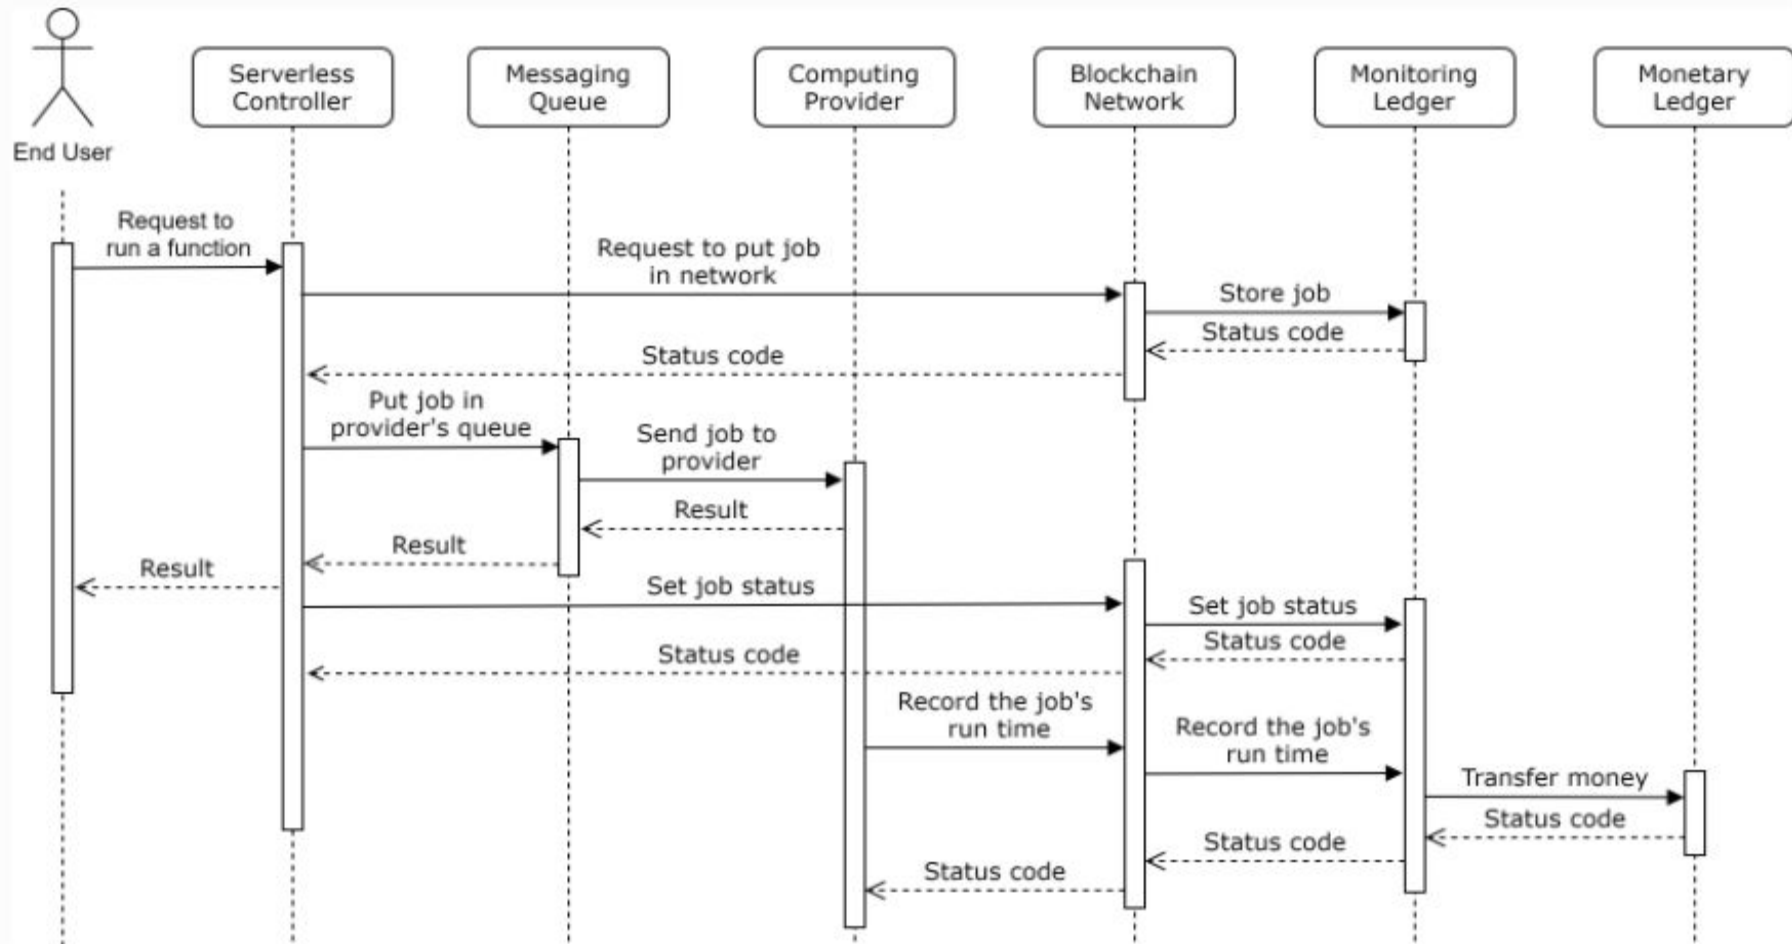 Serverless
Controller
Messaging
Queue
Computing
Provider
Blockchain
Network
Monitoring
Ledger
Monetary
Ledger
End User
Request to
run a function
Request to put job
in network
Store job
Status code
Status code
Put job in
provider's queue
Send job to
provider
Result
Result
Result
Set job status
Set job status
Status code
Status code
Record the job's
run time
Record the job's
run time
Transfer money
Status code
Status code
Status code